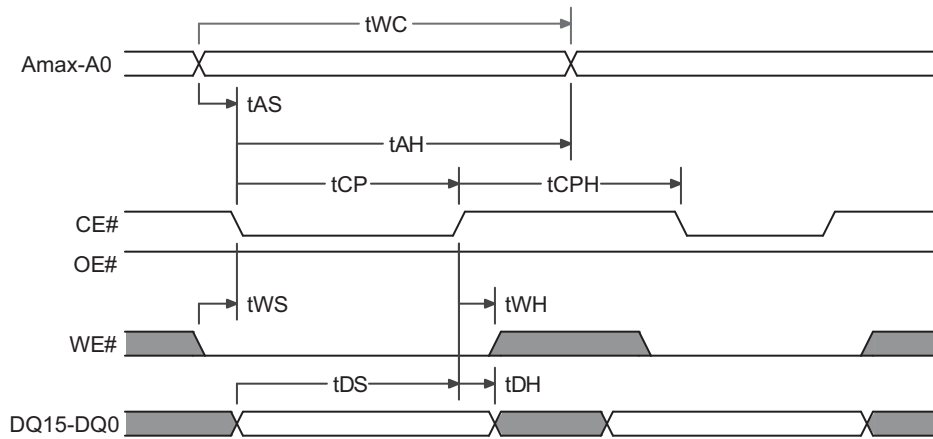 tWC
Amax-A0
tAS
tAH
tCP
tCPH
CE#
OE#
tWS
tWH
WE#
tDS
tDH
DQ15-DQ0